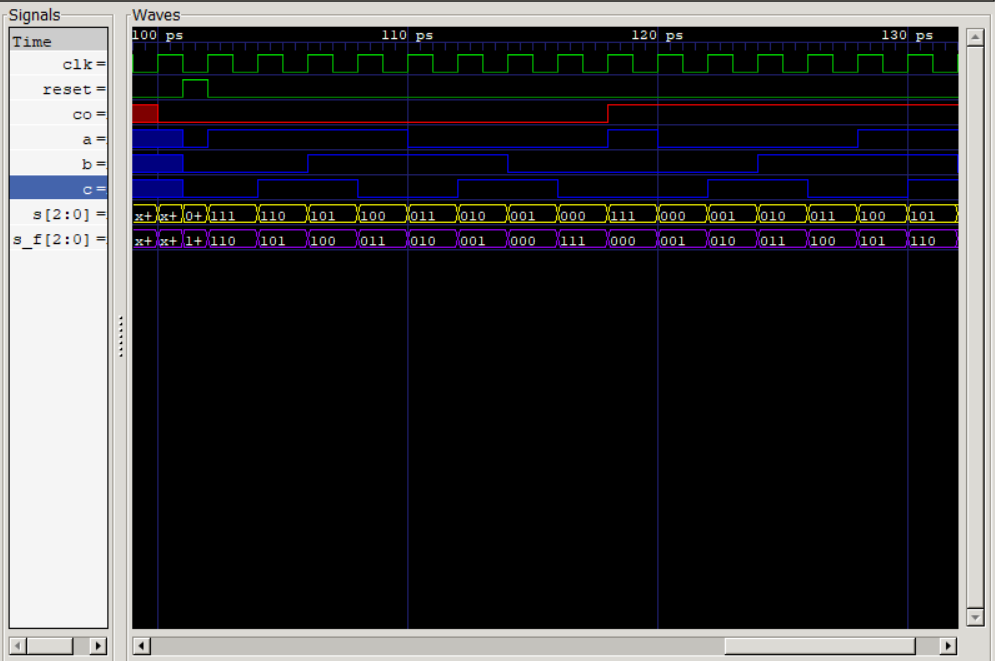 Signals
Waves
Time
100 ps 110 ps 120 ps 130 ps
clk=
reset=
co=
a=
b=
c=
s[2:0]= x+ x+ 0+ 111 110 101 100 011 010 001 000 111 000 001 010 011 100 101
s_f[2:0]= x+ x+ 1+ 110 101 100 011 010 001 000 111 000 001 010 011 100 101 110